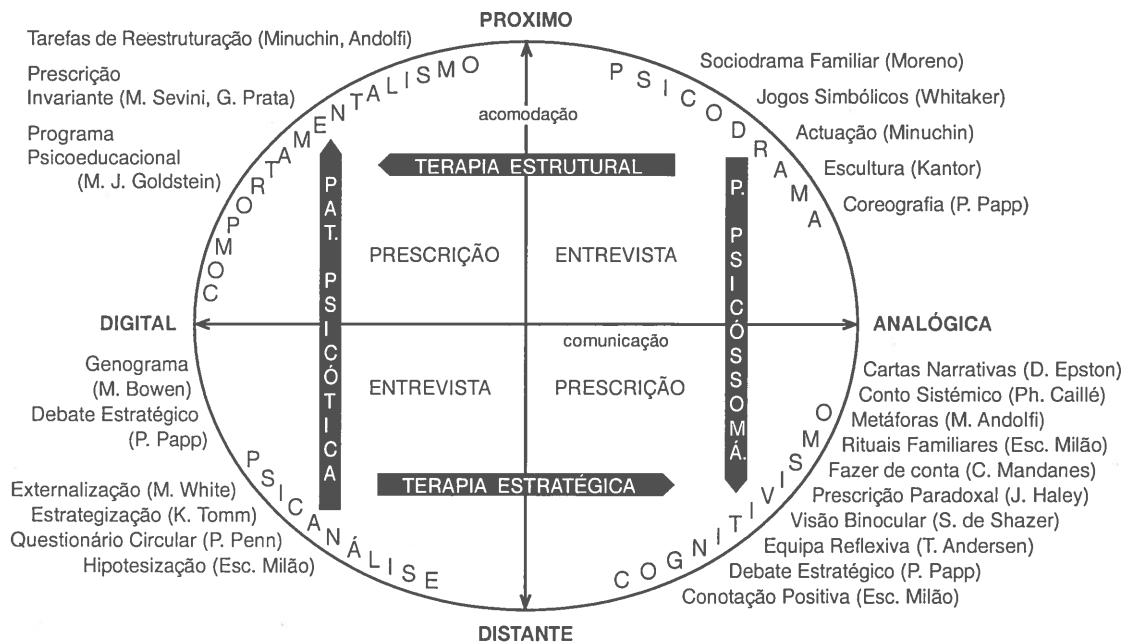 PROXIMO
Tarefas de Reestruturação (Minuchin, Andolfi)
Prescrição
Invariante (M. Sevini, G. Prata)
Programa
Psicoeducacional
(M. J. Goldstein)
COMPORTAMENTALISMO
PSICODRAMA
Sociodrama Familiar (Moreno)
Jogos Simbólicos (Whitaker)
Actuação (Minuchin)
Escultura (Kantor)
Coreografia (P. Papp)
acomodação
TERAPIA ESTRUTURAL
PAT. PSICÓTICA
P. PSICÓSSOMÁ.
PRESCRIÇÃO
ENTREVISTA
DIGITAL
ANALÓGICA
comunicação
ENTREVISTA
PRESCRIÇÃO
TERAPIA ESTRATÉGICA
Genograma
(M. Bowen)
Debate Estratégico
(P. Papp)
Externalização (M. White)
Estrategização (K. Tomm)
Questionário Circular (P. Penn)
Hipotesização (Esc. Milão)
PSICANÁLISE
COGNITIVISMO
Cartas Narrativas (D. Epston)
Conto Sistémico (Ph. Caillé)
Metáforas (M. Andolfi)
Rituais Familiares (Esc. Milão)
Fazer de conta (C. Mandanes)
Prescrição Paradoxal (J. Haley)
Visão Binocular (S. de Shazer)
Equipa Reflexiva (T. Andersen)
Debate Estratégico (P. Papp)
Conotação Positiva (Esc. Milão)
DISTANTE